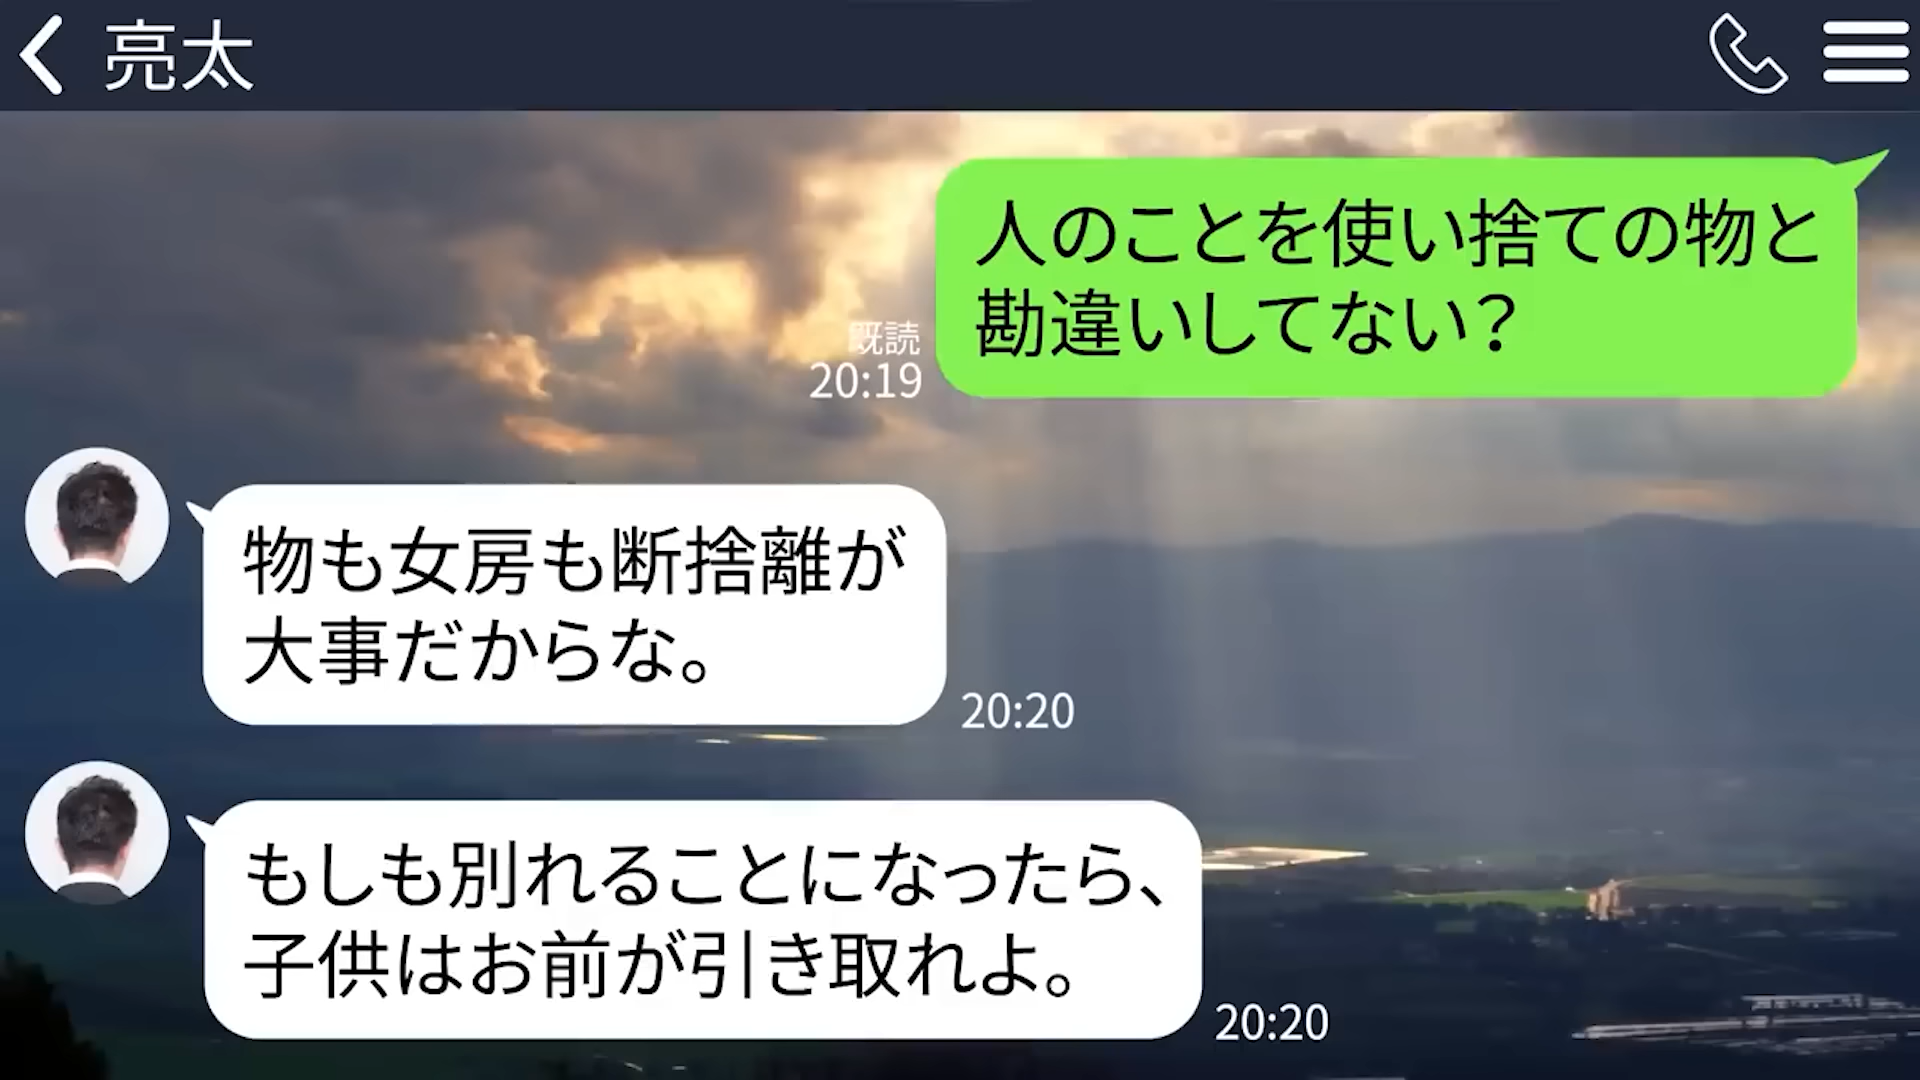 亮太
人のことを使い捨ての物と
勘違いしてない?
既読
20:19
物も女房も断捨離が
大事だからな。
20:20
もしも別れることになったら、
子供はお前が引き取れよ。
20:20